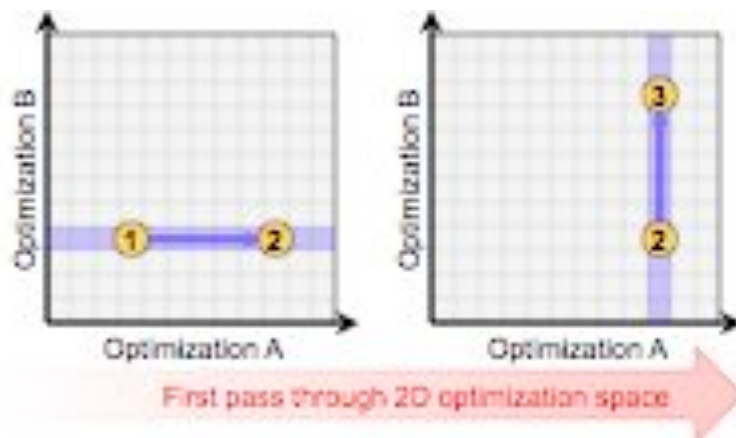 Optimization B
1
2
Optimization A
Optimization B
3
2
Optimization A
First pass through 2D optimization space